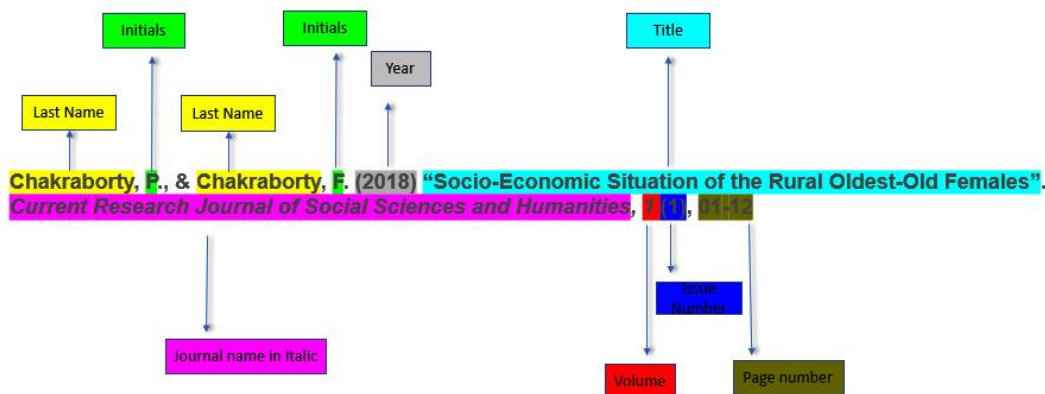 Initials
Initials
Title
Year
Last Name
Last Name
Chakraborty, P., & Chakraborty, F. (2018) “Socio-Economic Situation of the Rural Oldest-Old Females”.
Current Research Journal of Social Sciences and Humanities, 1 (1), 01-12
Issue
Number
Journal name in Italic
Volume
Page number